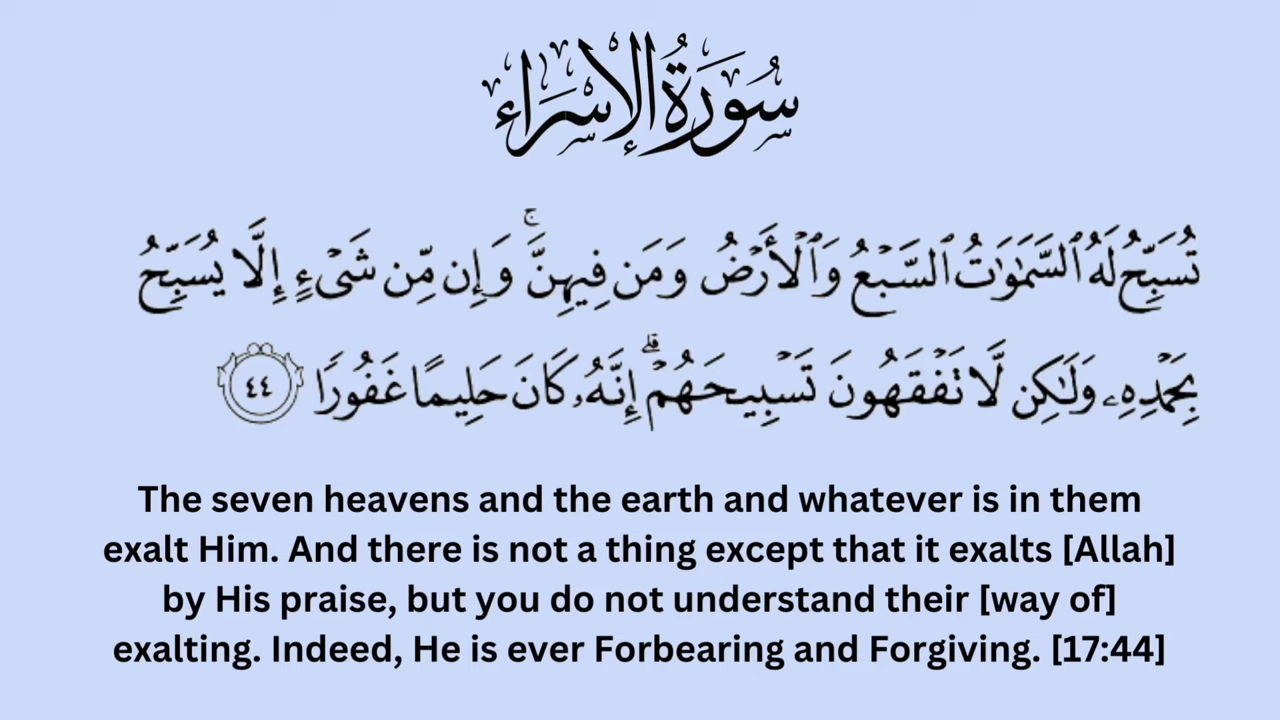 سُورَةُ الإِسْرَاء
تُسَبِّحُ لَهُ ٱلسَّمَٰوَٰتُ ٱلسَّبْعُ وَٱلْأَرْضُ وَمَن فِيهِنَّ ۚ وَإِن مِّن شَىْءٍ إِلَّا يُسَبِّحُ
بِحَمْدِهِۦ وَلَٰكِن لَّا تَفْقَهُونَ تَسْبِيحَهُمْ ۗ إِنَّهُۥ كَانَ حَلِيمًا غَفُورًا ٤٤
The seven heavens and the earth and whatever is in them
exalt Him. And there is not a thing except that it exalts [Allah]
by His praise, but you do not understand their [way of]
exalting. Indeed, He is ever Forbearing and Forgiving. [17:44]